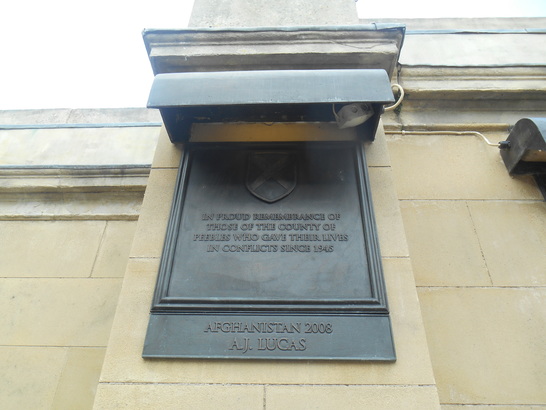 IN PROUD REMEMBRANCE OF
THOSE OF THE COUNTY OF
PEEBLES WHO GAVE THEIR LIVES
IN CONFLICTS SINCE 1945
AFGHANISTAN 2008
A.J. LUCAS